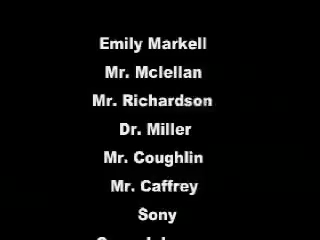 Emily Markell
Mr. Mclellan
Mr. Richardson
Dr. Miller
Mr. Coughlin
Mr. Caffrey
Sony